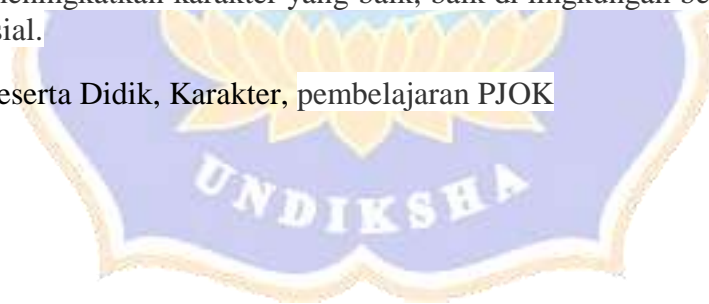 meningkatkan karakter yang baik, baik di lingkungan be
sial.
eserta Didik, Karakter, pembelajaran PJOK
UNDIKSHA